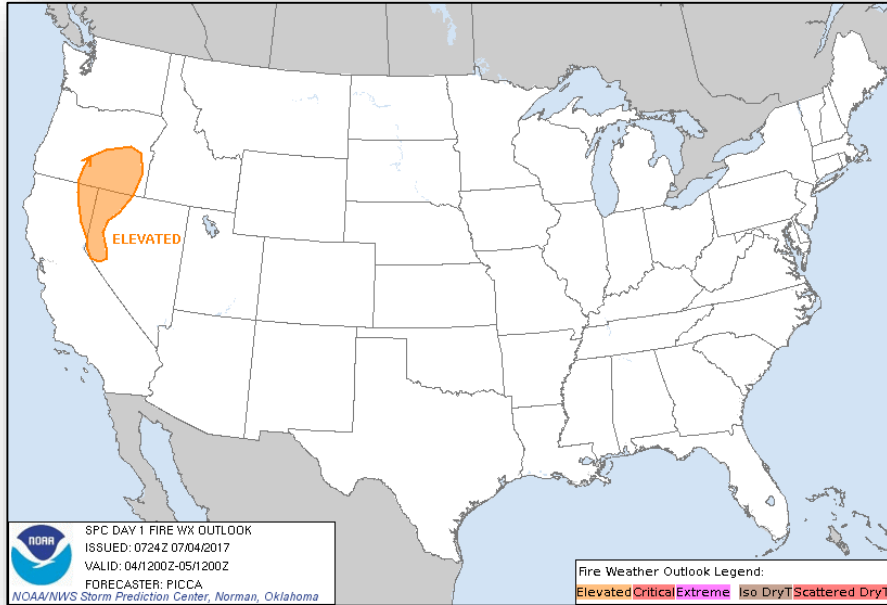 ELEVATED
SPC DAY 1 FIRE WX OUTLOOK
ISSUED: 0724Z 07/04/2017
VALID: 04/1200Z-05/1200Z
FORECASTER: PICCA
NOAA
NOAA/NWS Storm Prediction Center, Norman, Oklahoma
Fire Weather Outlook Legend:
Elevated Critical Extreme Iso DryT Scattered DryT